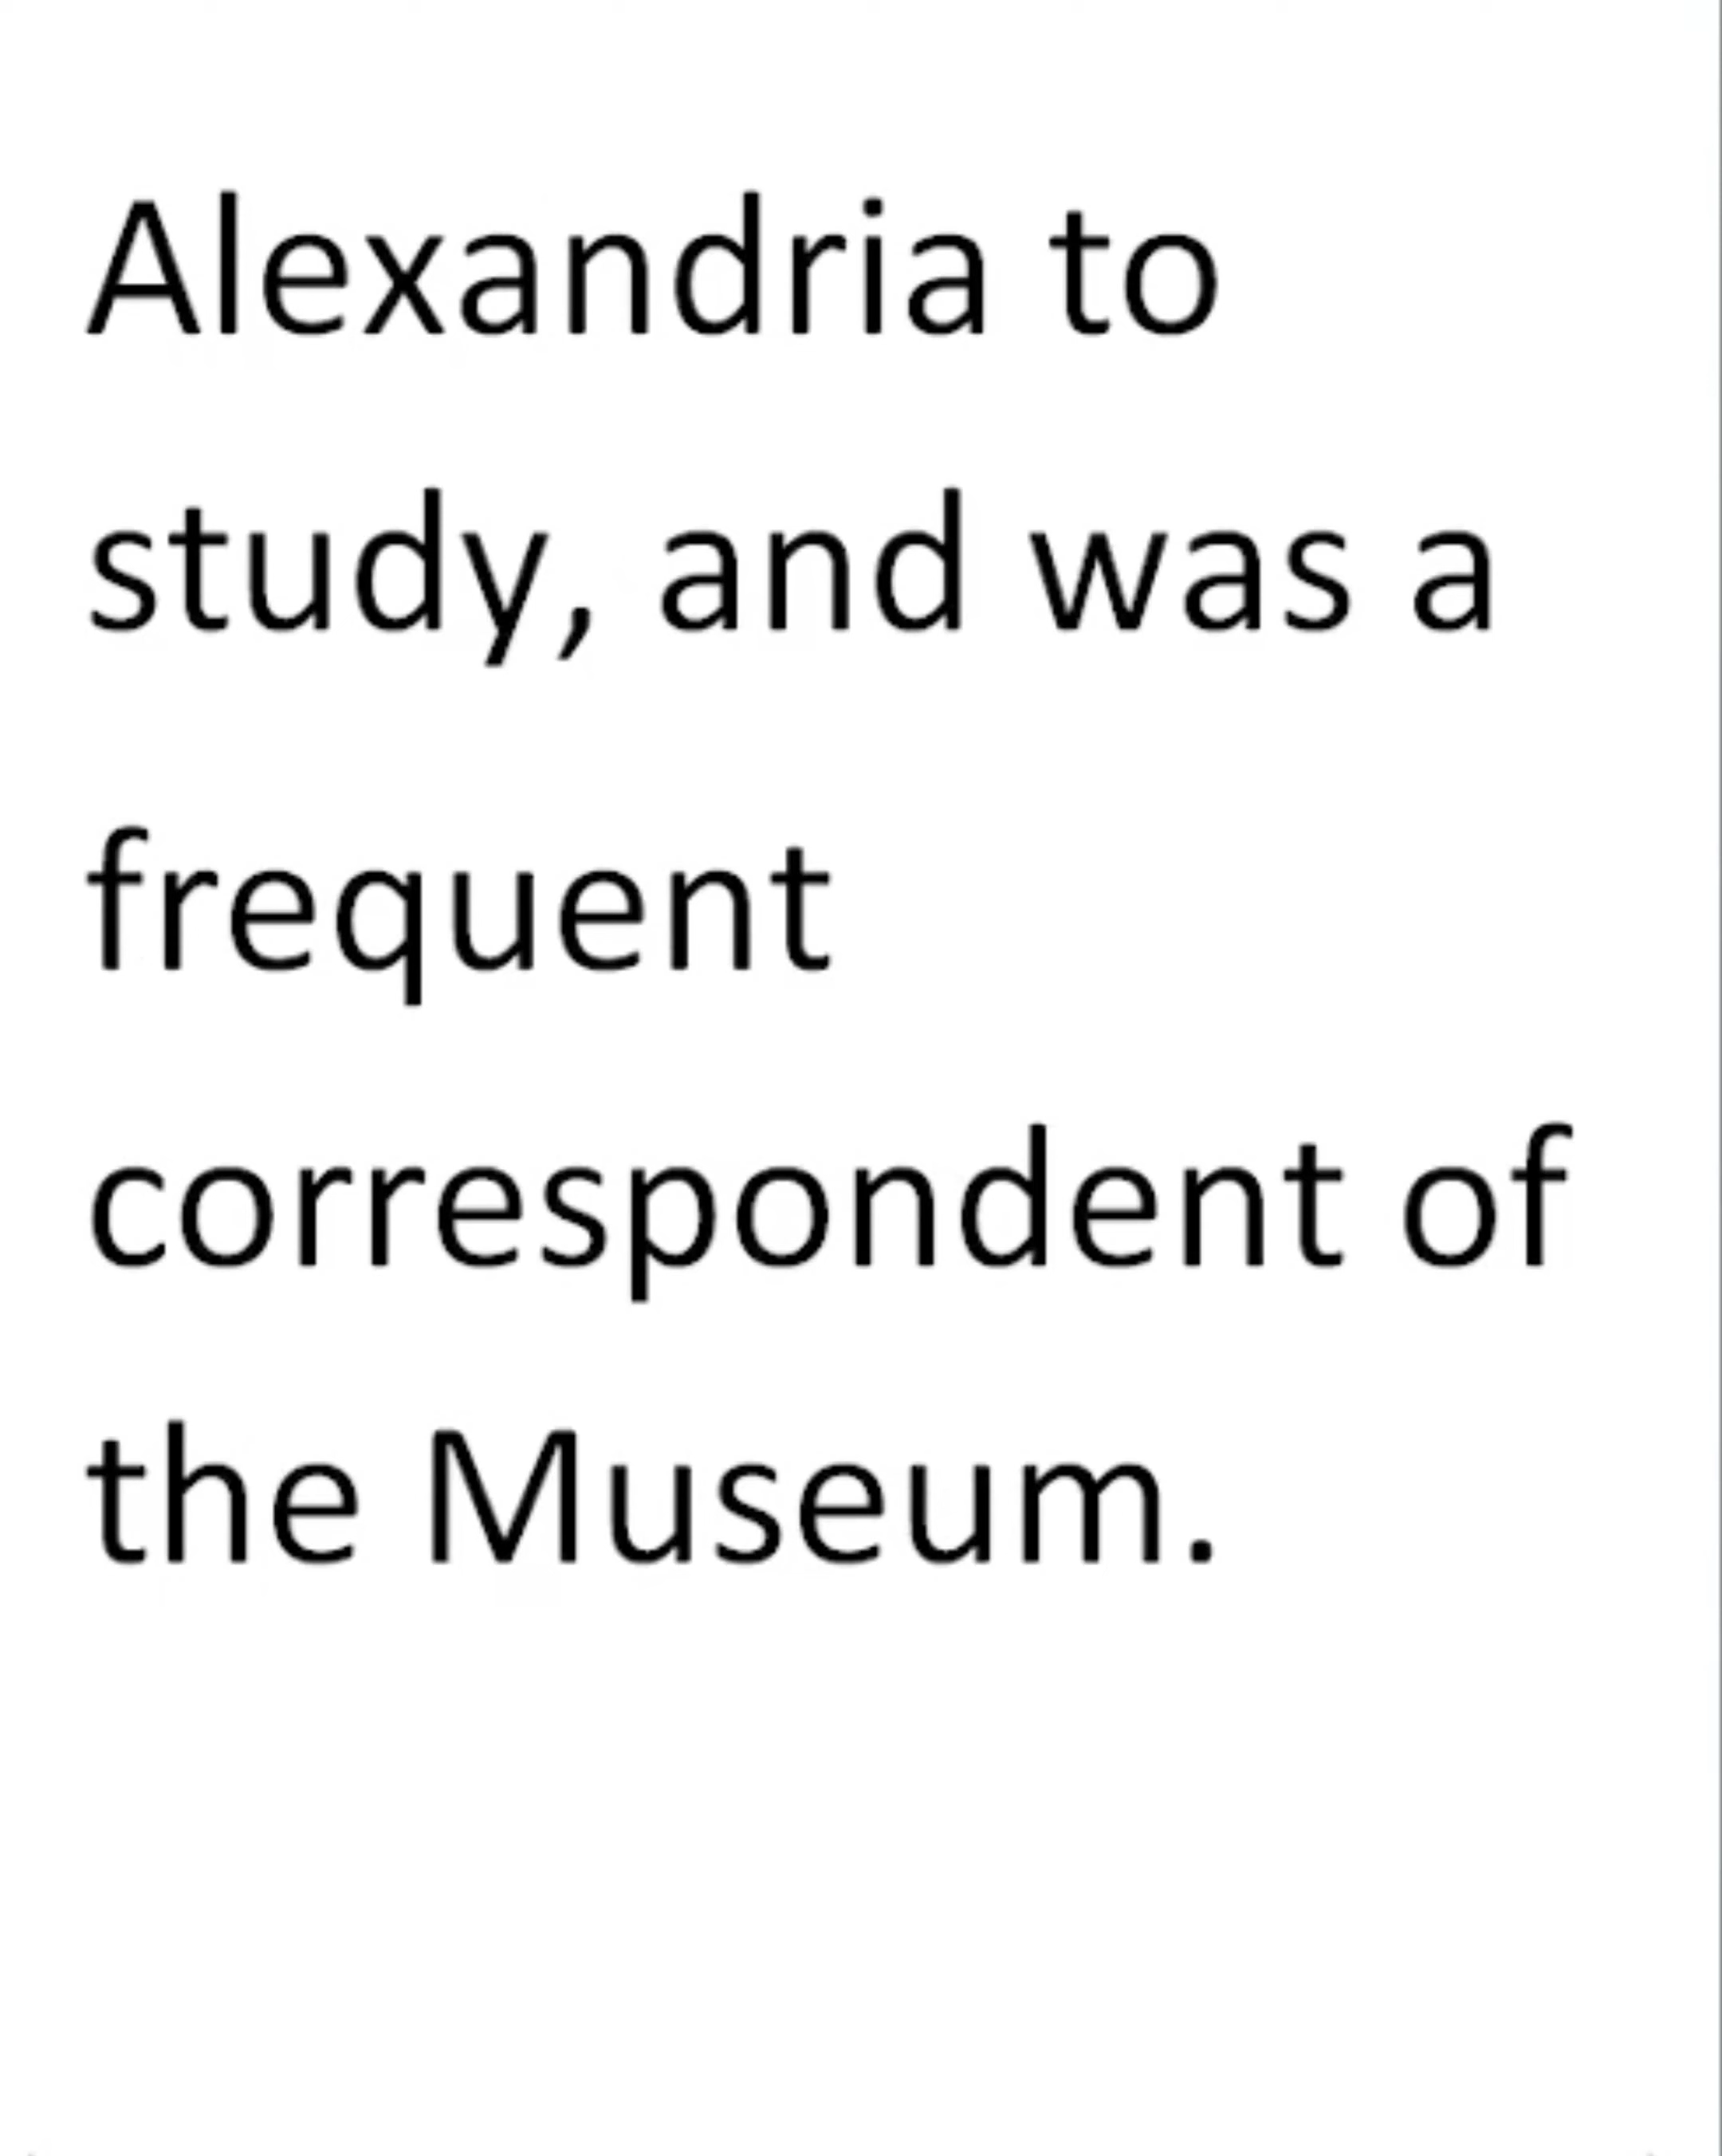 Alexandria to
study, and was a
frequent
correspondent of
the Museum.